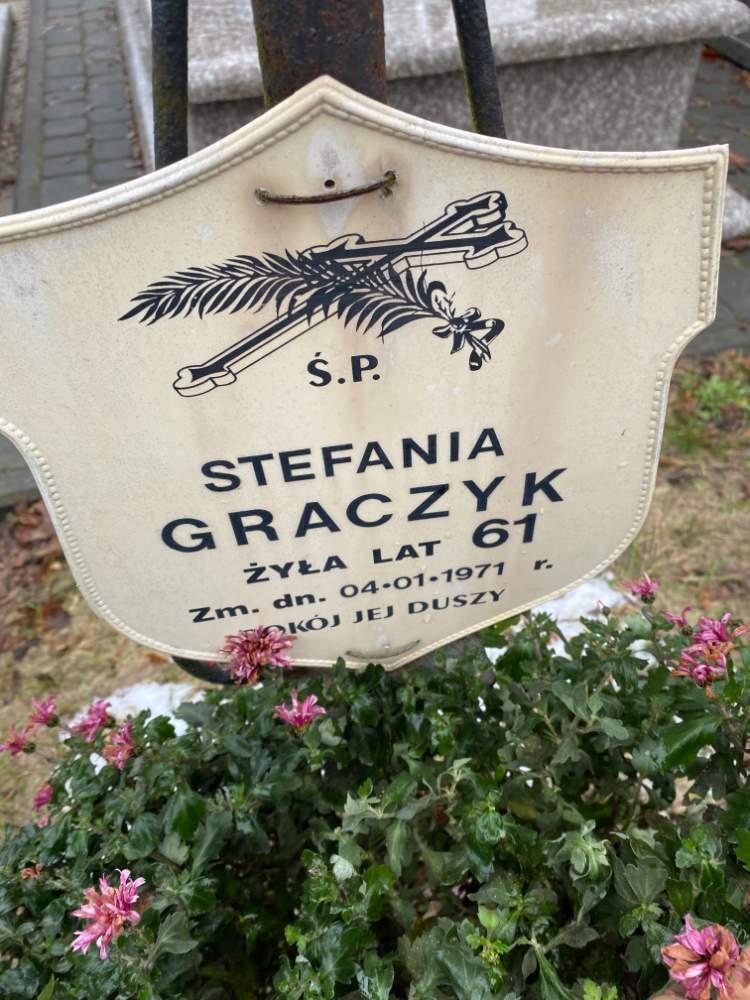 Ś.P.
STEFANIA
GRACZYK
ŻYŁA LAT 61
Zm. dn. 04•01•1971 r.
POKÓJ JEJ DUSZY